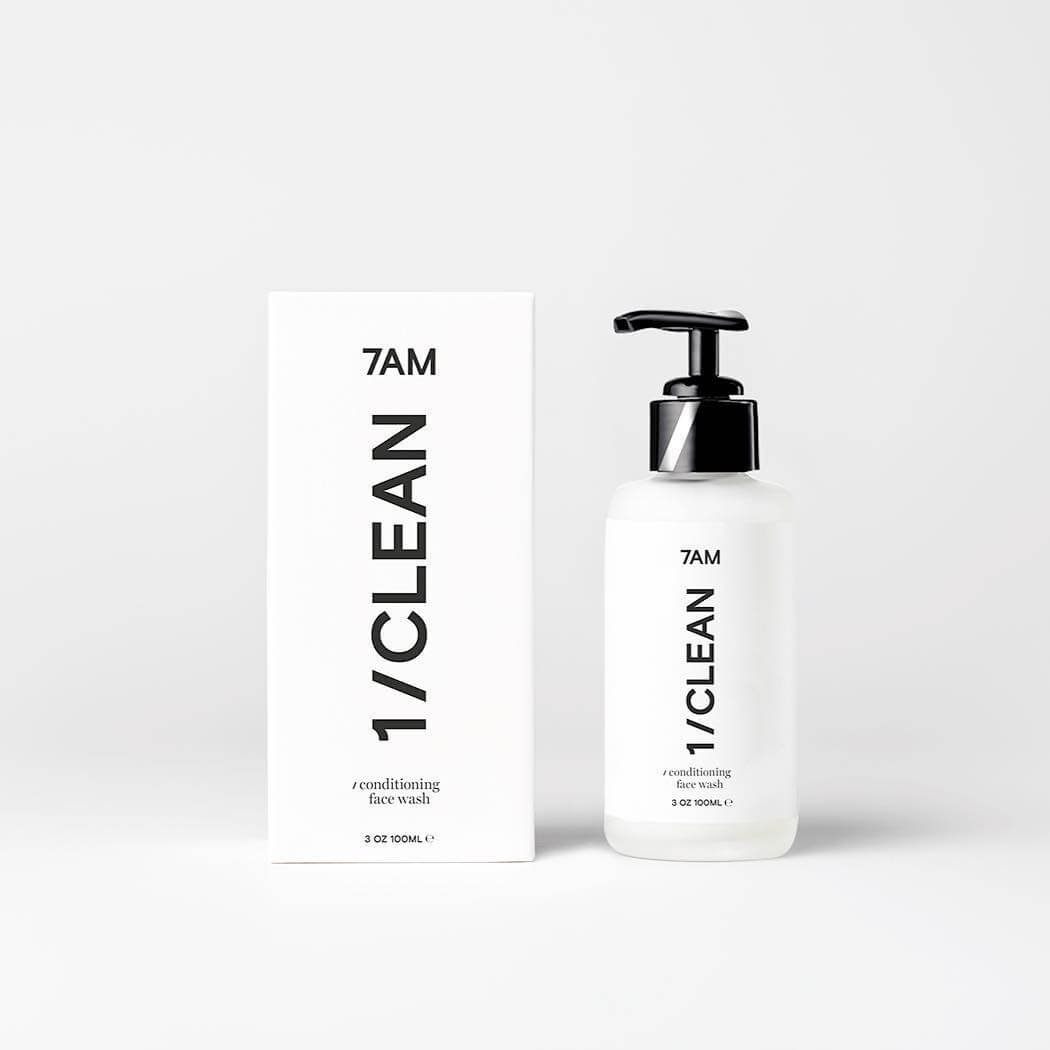 7AM
1/CLEAN
/conditioning
face wash
3 OZ 100ML ℮
7AM
1/CLEAN
/conditioning
face wash
3 OZ 100ML ℮